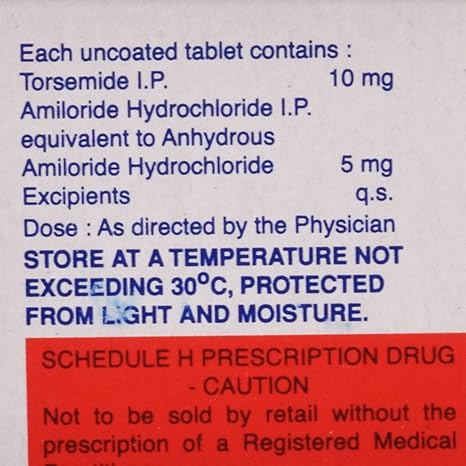 Each uncoated tablet contains :
Torsemide I.P. 10 mg
Amiloride Hydrochloride I.P.
equivalent to Anhydrous
Amiloride Hydrochloride 5 mg
Excipients q.s.
Dose : As directed by the Physician
STORE AT A TEMPERATURE NOT
EXCEEDING 30⁰C, PROTECTED
FROM LIGHT AND MOISTURE.
SCHEDULE H PRESCRIPTION DRUG
- CAUTION
Not to be sold by retail without the
prescription of a Registered Medical